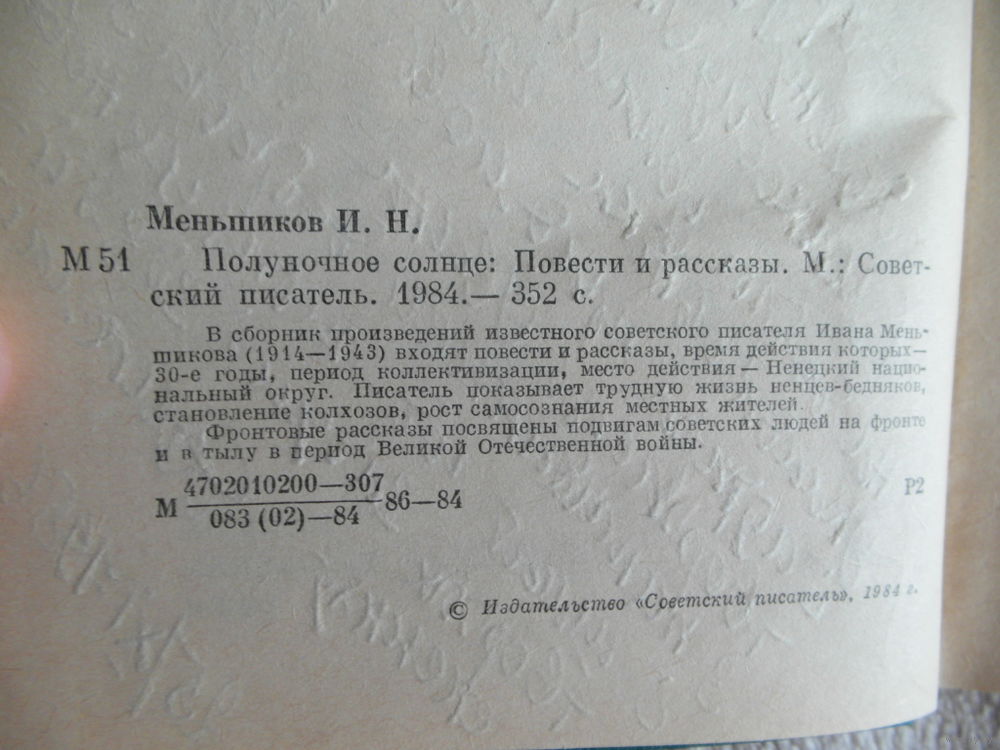 Меньшиков И. Н.
М 51 Полуночное солнце: Повести и рассказы. М.: Совет-
ский писатель. 1984.— 352 с.
В сборник произведений известного советского писателя Ивана Мень-
шикова (1914—1943) входят повести и рассказы, время действия которых—
30-е годы, период коллективизации, место действия — Ненецкий нацио-
нальный округ. Писатель показывает трудную жизнь ненцев-бедняков,
становление колхозов, рост самосознания местных жителей.
Фронтовые рассказы посвящены подвигам советских людей на фронте
и в тылу в период Великой Отечественной войны.
4702010200—307
М 86—84 Р2
083 (02)—84
© Издательство «Советский писатель», 1984 г.